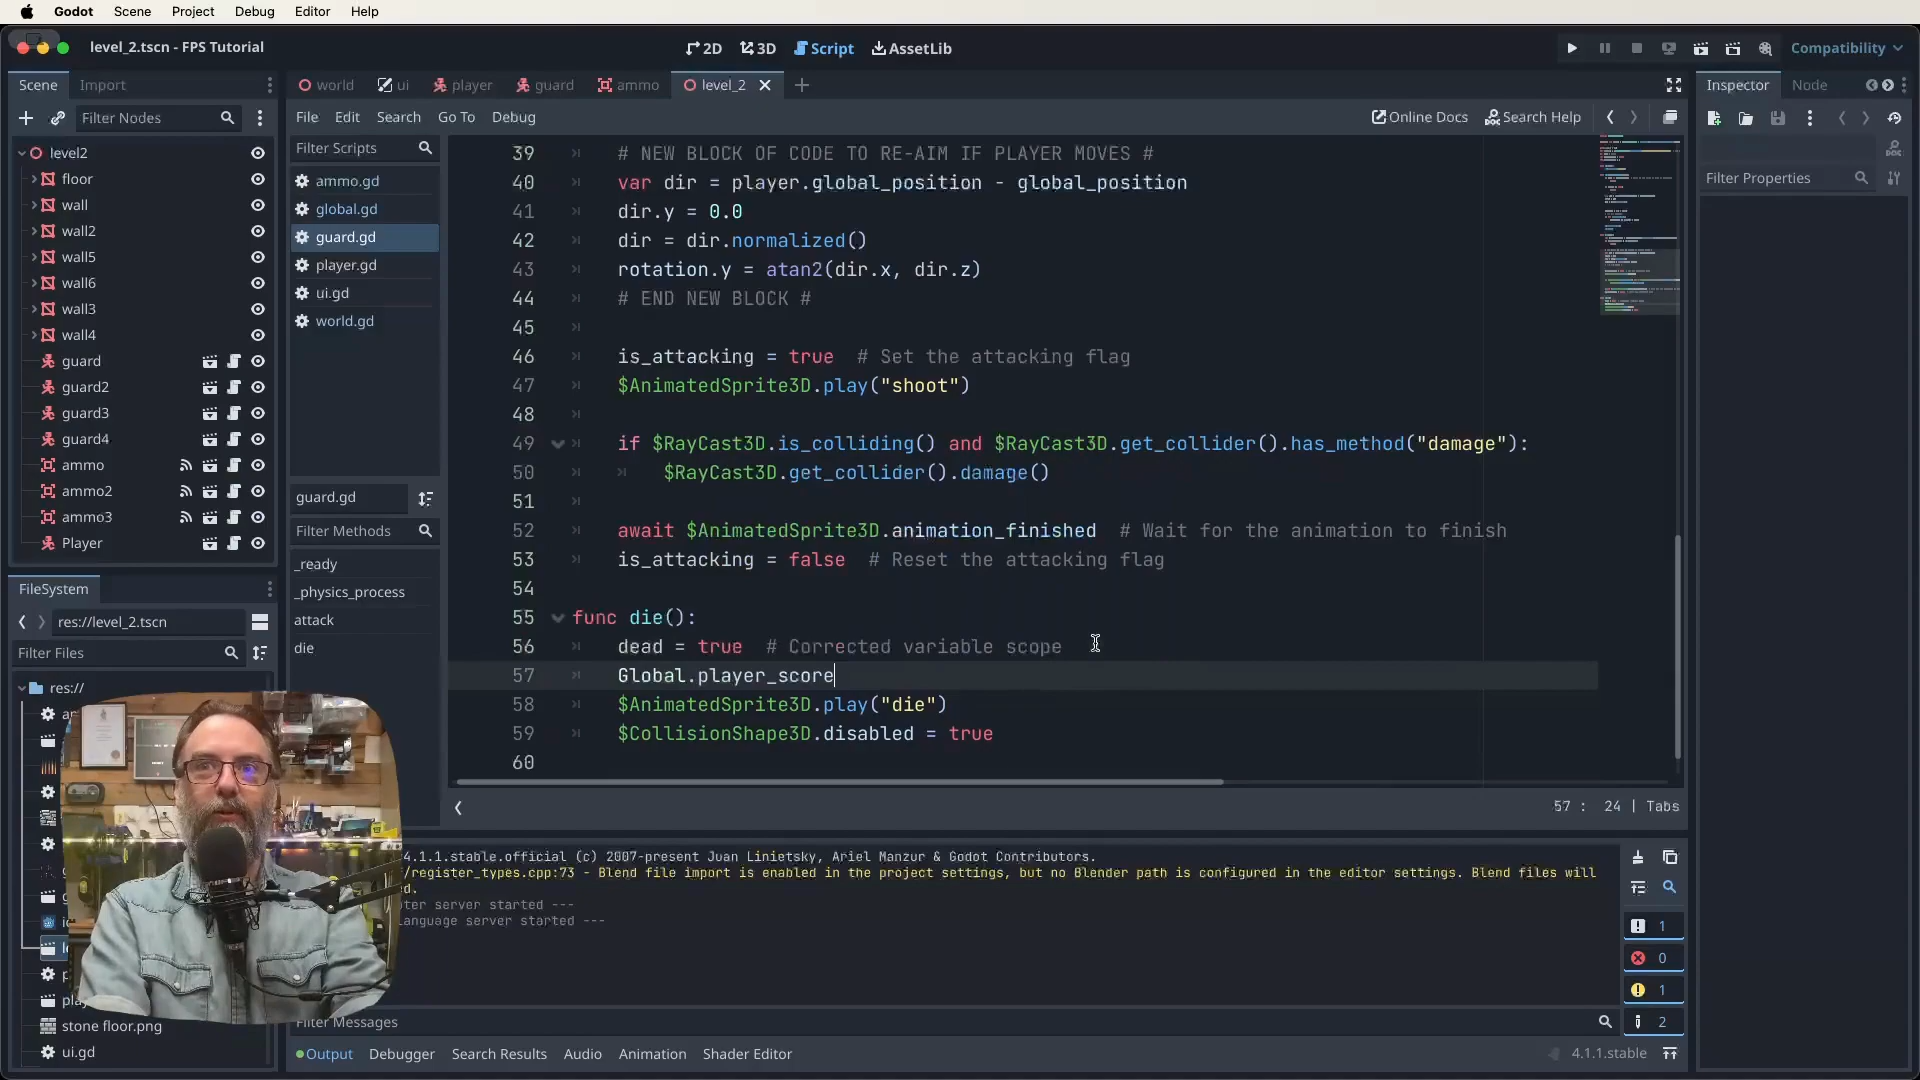 Godot Scene Project Debug Editor Help
level_2.tscn - FPS Tutorial
2D 3D Script AssetLib
Compatibility
Scene Import
world ui player guard ammo level_2
Inspector Node
Filter Nodes
File Edit Search Go To Debug
Online Docs Search Help
Filter Properties
level2
floor
wall
wall2
wall5
wall6
wall3
wall4
guard
guard2
guard3
guard4
ammo
ammo2
ammo3
Player
Filter Scripts
ammo.gd
global.gd
guard.gd
player.gd
ui.gd
world.gd
guard.gd
Filter Methods
_ready
_physics_process
attack
die
39 # NEW BLOCK OF CODE TO RE-AIM IF PLAYER MOVES #
40 var dir = player.global_position - global_position
41 dir.y = 0.0
42 dir = dir.normalized()
43 rotation.y = atan2(dir.x, dir.z)
44 # END NEW BLOCK #
45
46 is_attacking = true # Set the attacking flag
47 $AnimatedSprite3D.play("shoot")
48
49 if $RayCast3D.is_colliding() and $RayCast3D.get_collider().has_method("damage"):
50 $RayCast3D.get_collider().damage()
51
52 await $AnimatedSprite3D.animation_finished # Wait for the animation to finish
53 is_attacking = false # Reset the attacking flag
54
55 func die():
56 dead = true # Corrected variable scope
57 Global.player_score
58 $AnimatedSprite3D.play("die")
59 $CollisionShape3D.disabled = true
60
57 : 24 | Tabs
FileSystem
res://level_2.tscn
Filter Files
res://
stone floor.png
ui.gd
4.1.1.stable.official (c) 2007-present Juan Linietsky, Ariel Manzur & Godot Contributors.
/register_types.cpp:73 - Blend file import is enabled in the project settings, but no Blender path is configured in the editor settings. Blend files will
d.
ter server started ---
anguage server started ---
1
0
1
2
Filter Messages
Output Debugger Search Results Audio Animation Shader Editor
4.1.1.stable